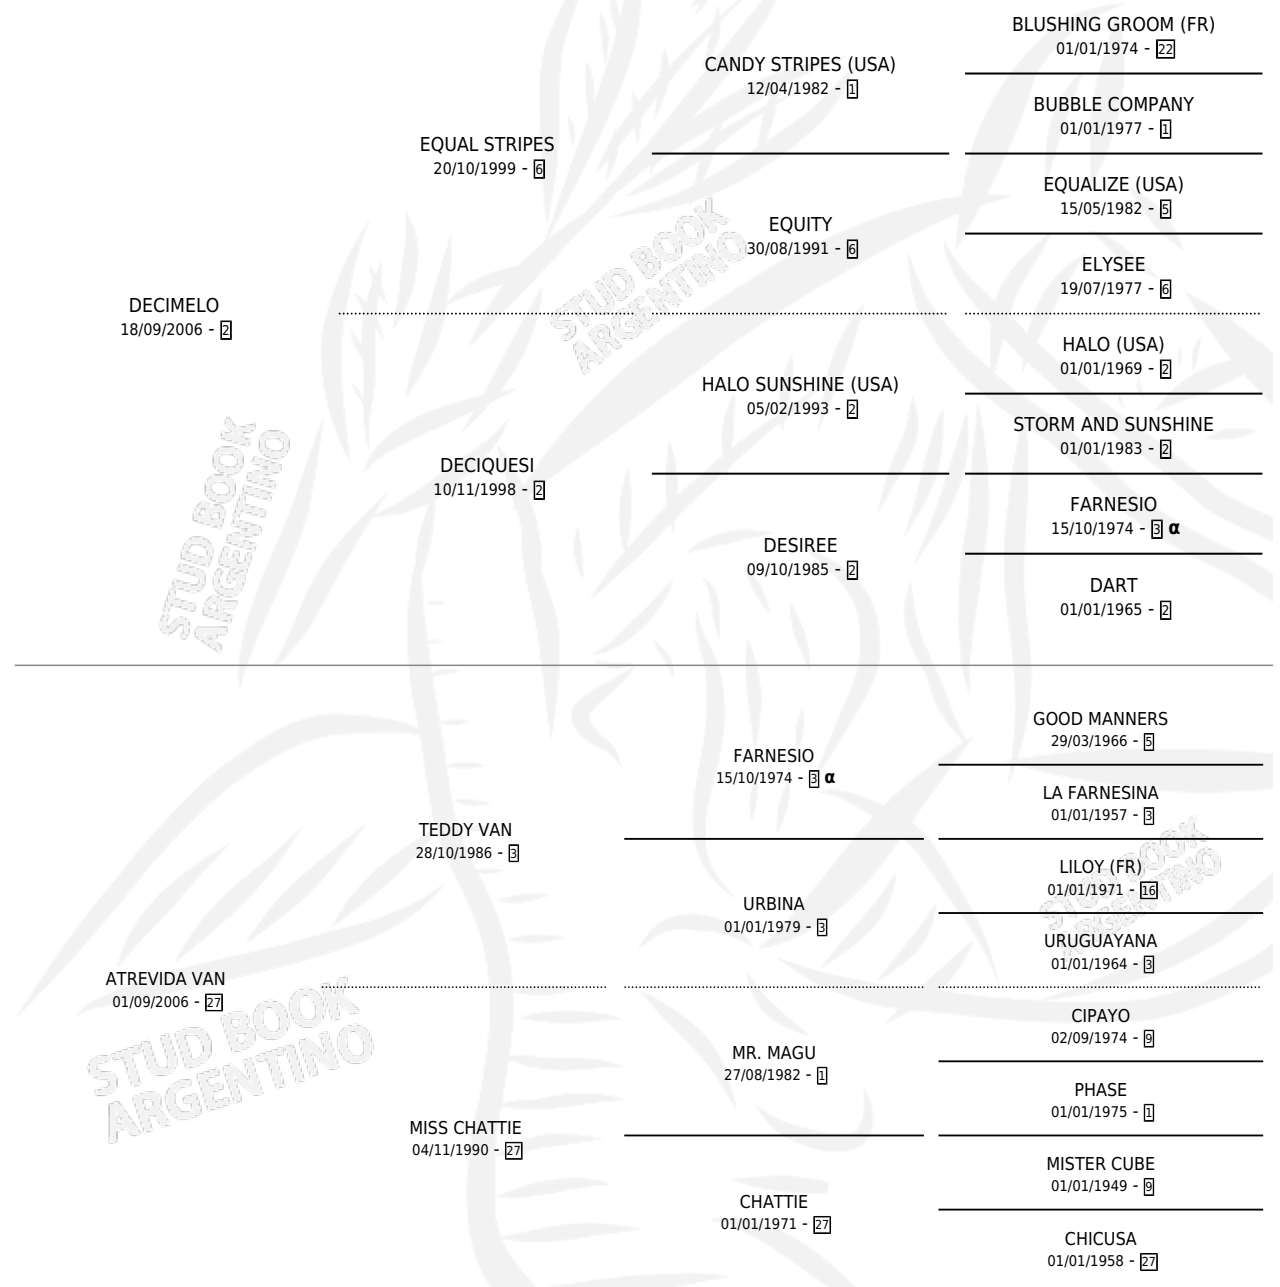 BLUSHING GROOM (FR)
01/01/1974 - 22
CANDY STRIPES (USA)
12/04/1982 - 1
BUBBLE COMPANY
01/01/1977 - 1
EQUAL STRIPES
20/10/1999 - 6
EQUALIZE (USA)
15/05/1982 - 5
EQUITY
30/08/1991 - 6
ELYSEE
19/07/1977 - 6
DECIMELO
18/09/2006 - 2
HALO (USA)
01/01/1969 - 2
HALO SUNSHINE (USA)
05/02/1993 - 2
STORM AND SUNSHINE
01/01/1983 - 2
DECIQUESI
10/11/1998 - 2
FARNESIO
15/10/1974 - 3 α
DESIREE
09/10/1985 - 2
DART
01/01/1965 - 2
GOOD MANNERS
29/03/1966 - 5
FARNESIO
15/10/1974 - 3 α
LA FARNESINA
01/01/1957 - 3
TEDDY VAN
28/10/1986 - 3
LILOY (FR)
01/01/1971 - 16
URBINA
01/01/1979 - 3
URUGUAYANA
01/01/1964 - 3
ATREVIDA VAN
01/09/2006 - 27
CIPAYO
02/09/1974 - 9
MR. MAGU
27/08/1982 - 1
PHASE
01/01/1975 - 1
MISS CHATTIE
04/11/1990 - 27
MISTER CUBE
01/01/1949 - 9
CHATTIE
01/01/1971 - 27
CHICUSA
01/01/1958 - 27
STUD BOOK
ARGENTINO
STUD BOOK
ARGENTINO
STUD BOOK
ARGENTINO
STUD BOOK
ARGENTINO